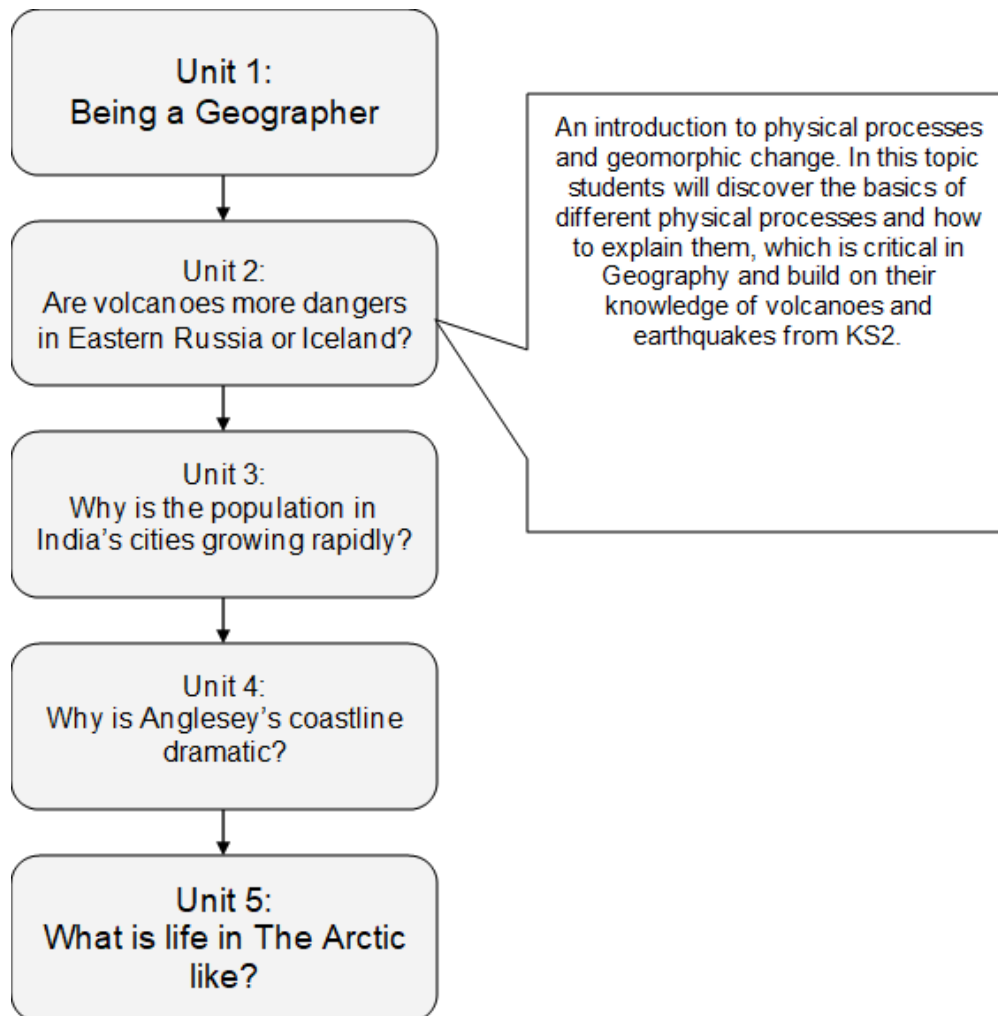 Unit 1:
Being a Geographer
Unit 2:
Are volcanoes more dangers
in Eastern Russia or Iceland?
An introduction to physical processes
and geomorphic change. In this topic
students will discover the basics of
different physical processes and how
to explain them, which is critical in
Geography and build on their
knowledge of volcanoes and
earthquakes from KS2.
Unit 3:
Why is the population in
India's cities growing rapidly?
Unit 4:
Why is Anglesey's coastline
dramatic?
Unit 5:
What is life in The Arctic
like?